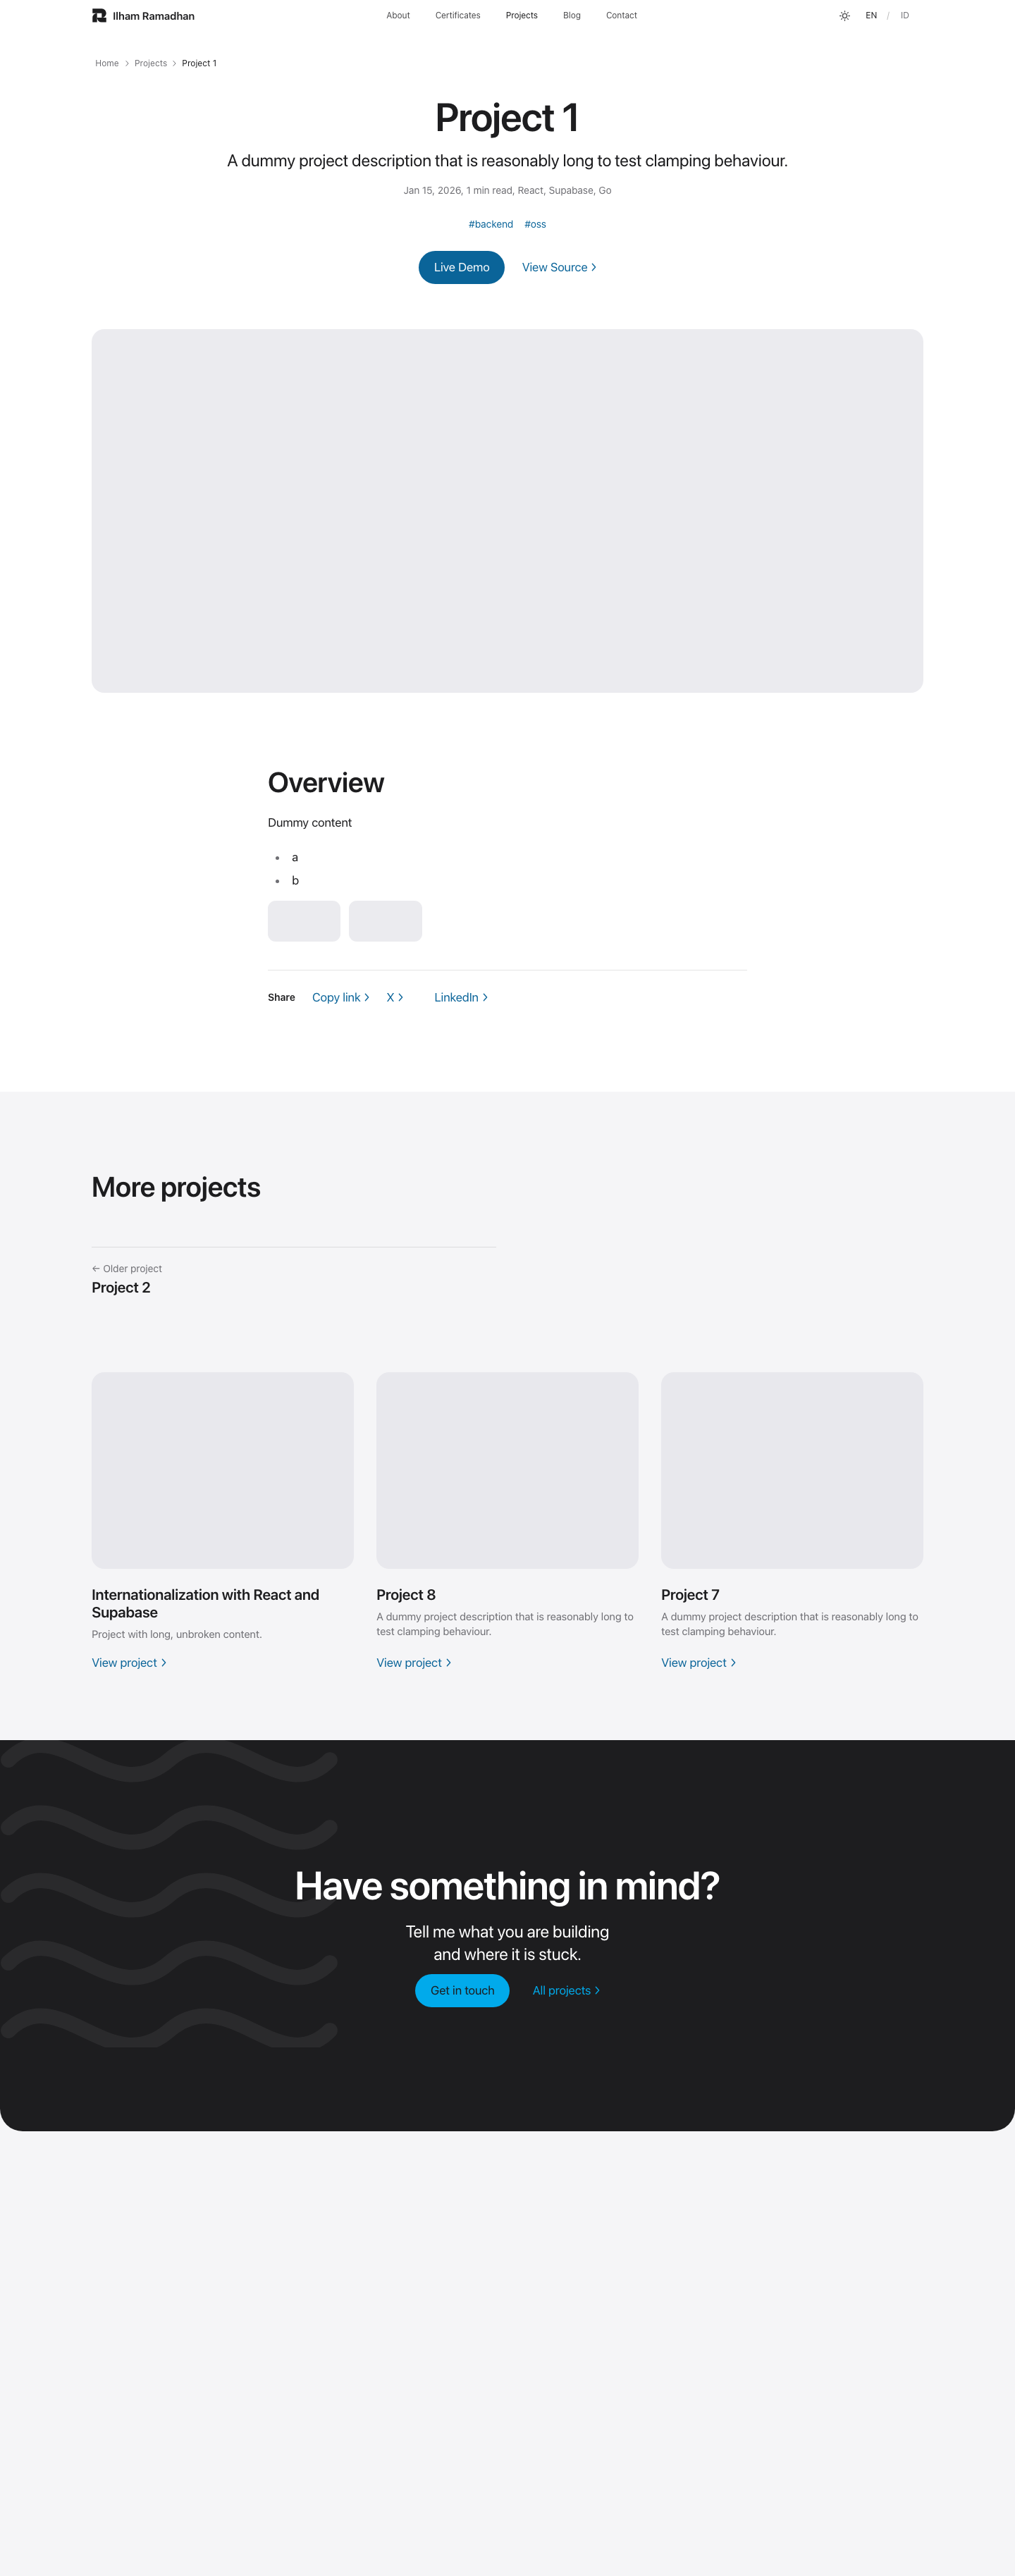 Ilham Ramadhan
About
Certificates
Projects
Blog
Contact
EN / ID
Home > Projects > Project 1
Project 1
A dummy project description that is reasonably long to test clamping behaviour.
Jan 15, 2026, 1 min read, React, Supabase, Go
#backend #oss
Live Demo
View Source >
Overview
Dummy content
• a
• b
Share
Copy link >
X >
LinkedIn >
More projects
← Older project
Project 2
Internationalization with React and
Supabase
Project with long, unbroken content.
View project >
Project 8
A dummy project description that is reasonably long to
test clamping behaviour.
View project >
Project 7
A dummy project description that is reasonably long to
test clamping behaviour.
View project >
Have something in mind?
Tell me what you are building
and where it is stuck.
Get in touch
All projects >